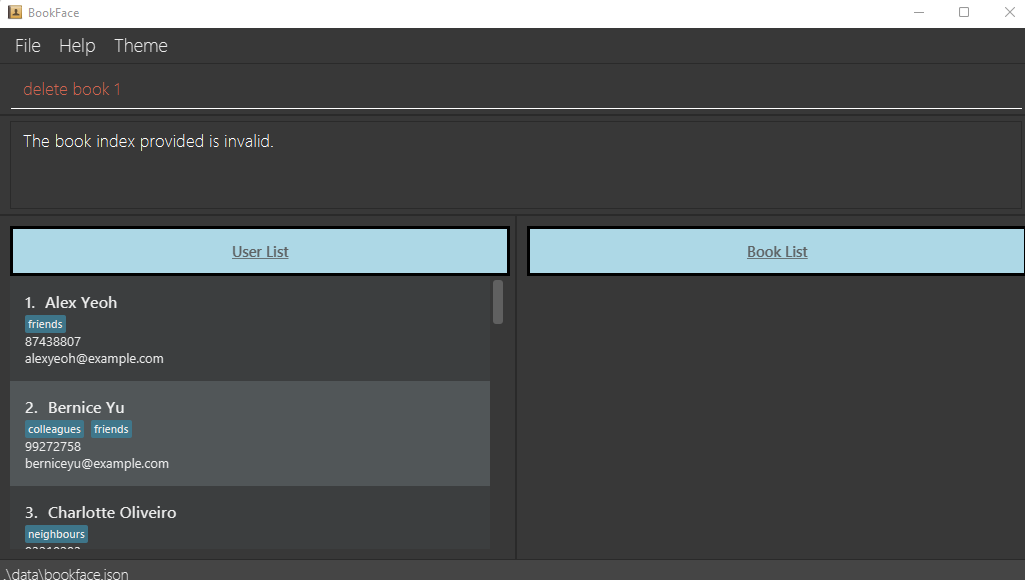 BookFace
File Help Theme
delete book 1
The book index provided is invalid.
User List
Book List
1. Alex Yeoh
friends
87438807
alexyeoh@example.com
2. Bernice Yu
colleagues friends
99272758
berniceyu@example.com
3. Charlotte Oliveiro
neighbours
.\data\bookface.json